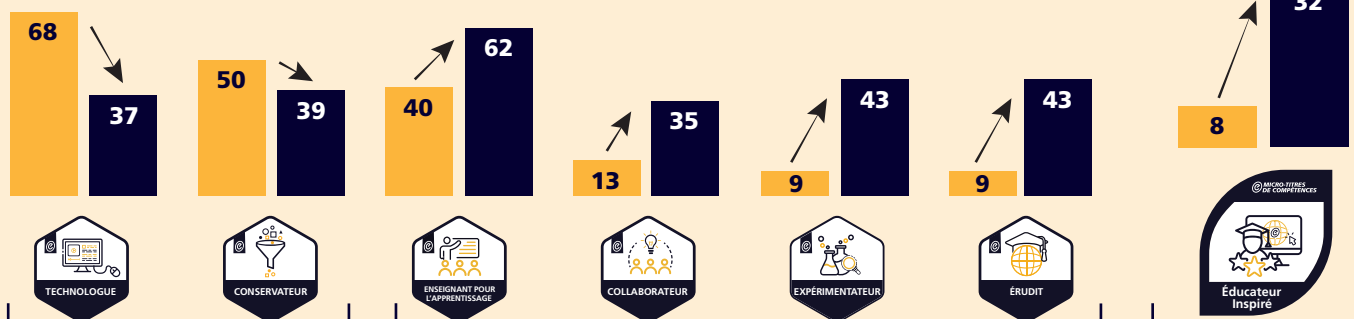 68
37
50
39
40
62
13
35
9
43
9
43
8
32
TECHNOLOGUE
CONSERVATEUR
ENSEIGNANT POUR
L'APPRENTISSAGE
COLLABORATEUR
EXPÉRIMENTATEUR
ÉRUDIT
MICRO-TITRES
DE COMPÉTENCES
Éducateur
Inspiré